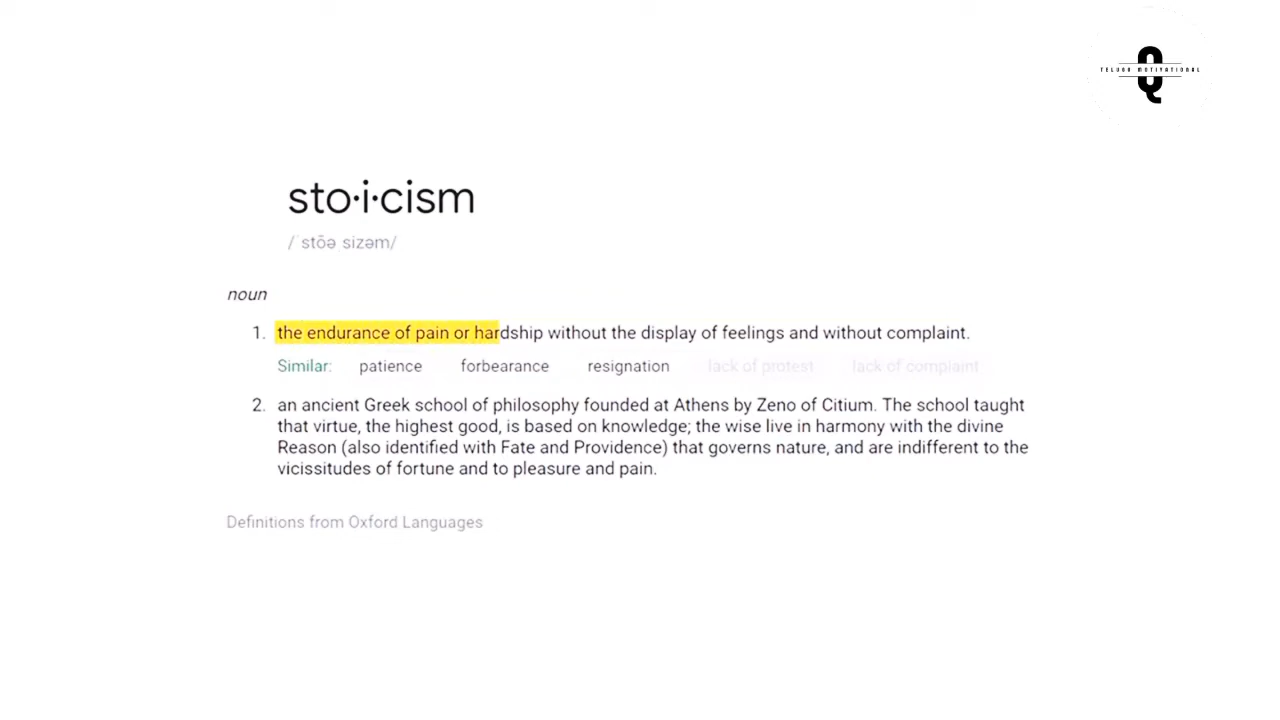 Q
TELUGU MOTIVATIONAL
sto·i·cism
/ˈstōəˌsizəm/
noun
1. the endurance of pain or hardship without the display of feelings and without complaint.
Similar: patience forbearance resignation lack of protest lack of complaint
2. an ancient Greek school of philosophy founded at Athens by Zeno of Citium. The school taught
that virtue, the highest good, is based on knowledge; the wise live in harmony with the divine
Reason (also identified with Fate and Providence) that governs nature, and are indifferent to the
vicissitudes of fortune and to pleasure and pain.
Definitions from Oxford Languages